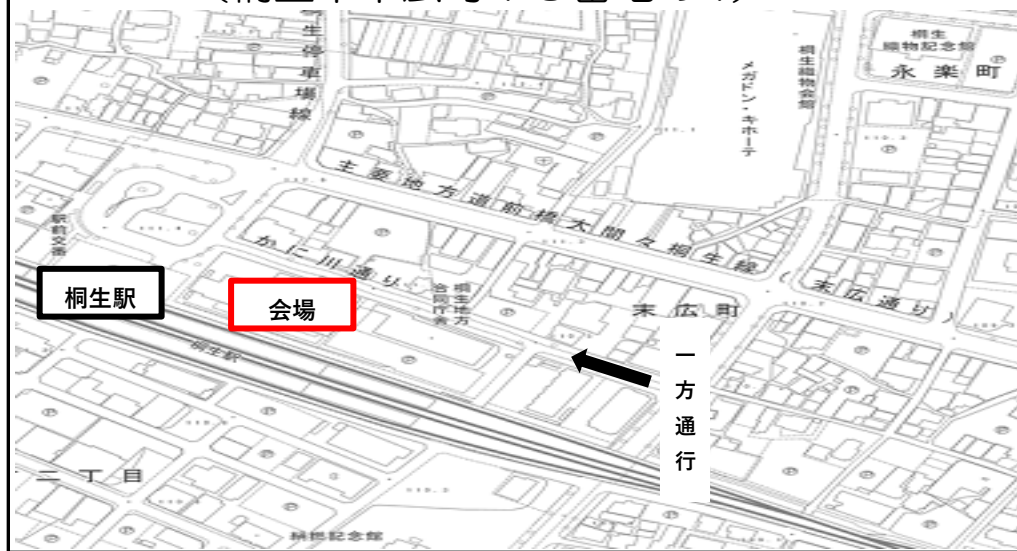 桐生停車場線
桐生
織物記念館
永楽町
桐生織物会館
メガドン・キホーテ
主要地方道前橋大間々桐生線
(末広通り)
駅前交番
かに川通り
桐生地方
合同庁舎
桐生駅
会場
末広町
桐生駅
一方通行
二丁目